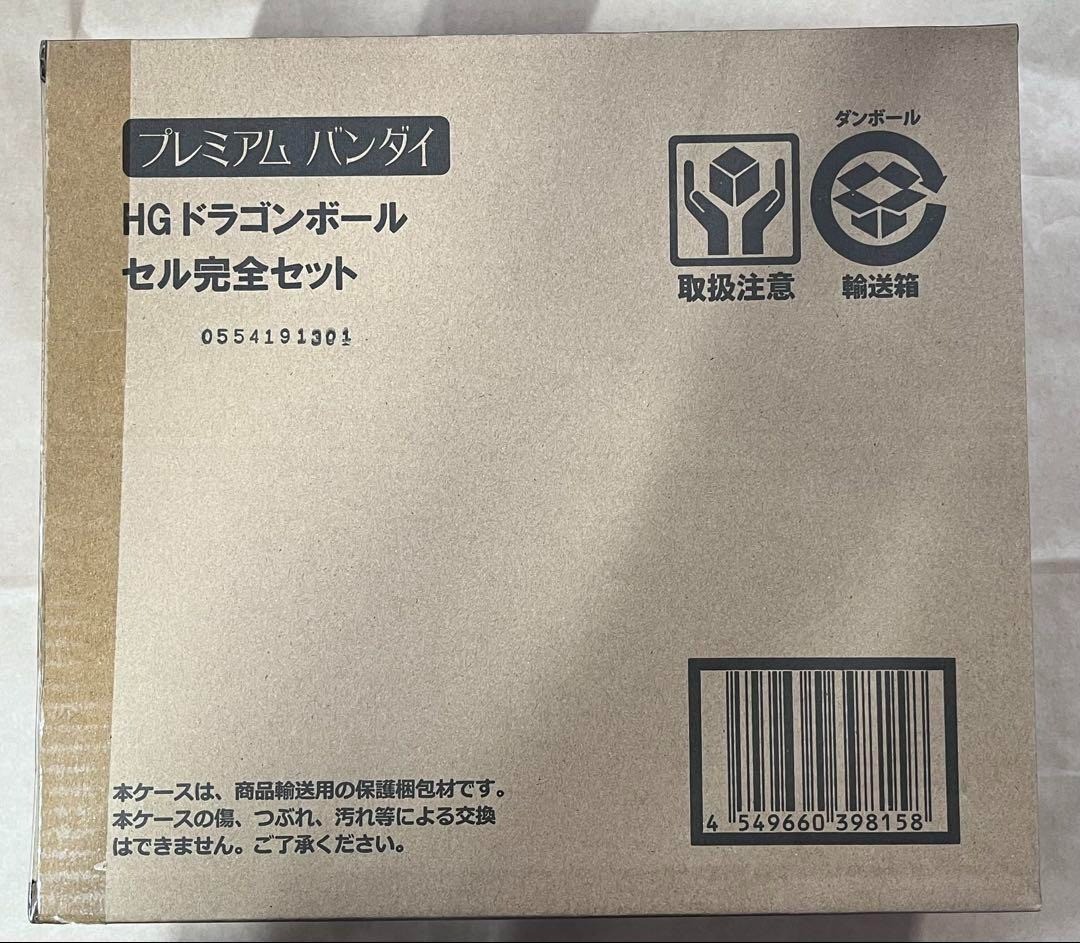 プレミアム バンダイ
HGドラゴンボール
セル完全セット
0554191301
ダンボール
取扱注意
輸送箱
本ケースは、商品輸送用の保護梱包材です。
本ケースの傷、つぶれ、汚れ等による交換
はできません。ご了承ください。
4 549660 398158